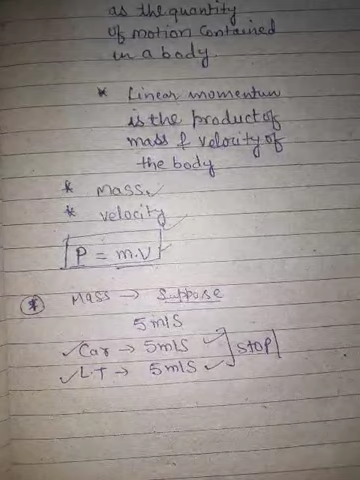 as the quantity
of motion contained
in a body
* Linear momentum
is the product of
mass & velocity of
the body
* Mass
* velocity
P = m.v
* Mass → Suppose
5 m/s
Car → 5 m/s
L.T → 5 m/s
STOP